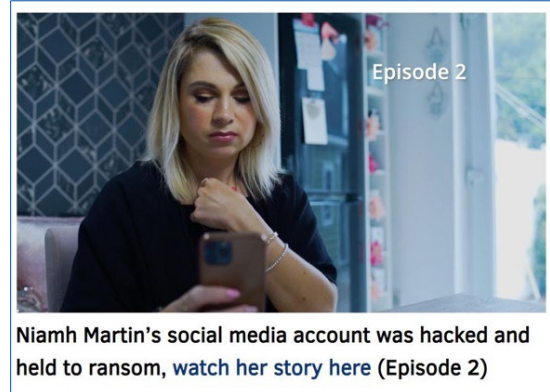 Episode 2
Niamh Martin's social media account was hacked and
held to ransom, watch her story here (Episode 2)